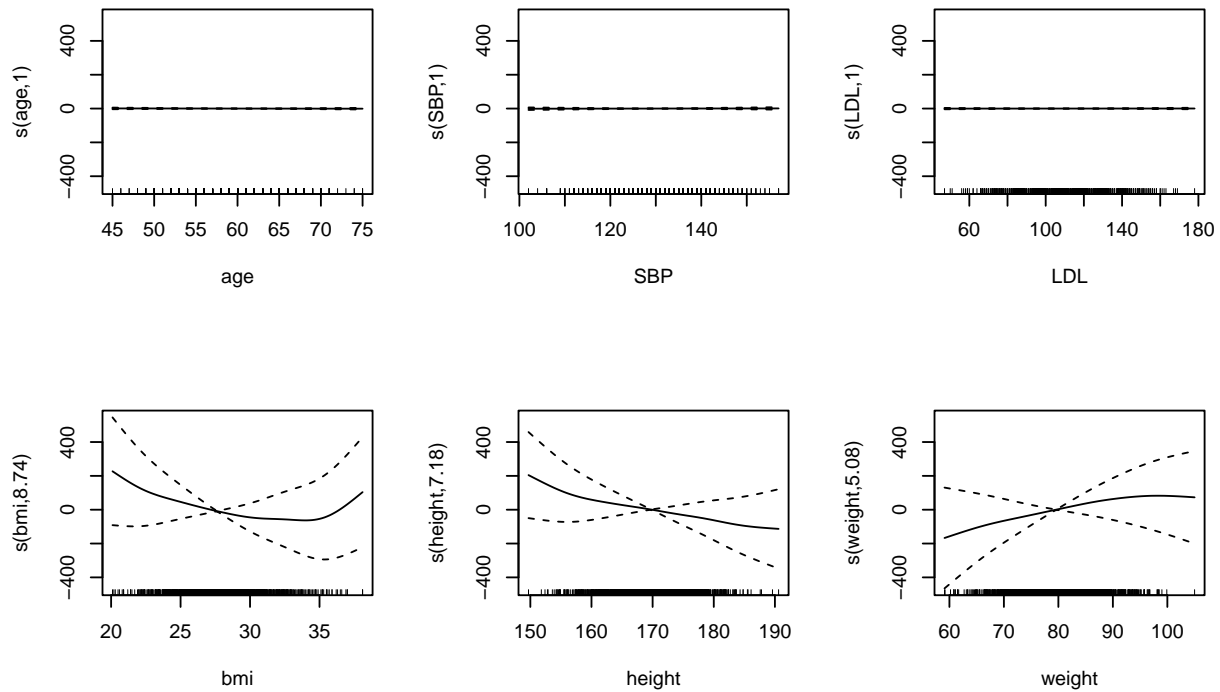 s(age,1)
400
0
−400
45 50 55 60 65 70 75
age
s(SBP,1)
400
0
−400
100 120 140
SBP
s(LDL,1)
400
0
−400
60 100 140 180
LDL
s(bmi,8.74)
400
0
−400
20 25 30 35
bmi
s(height,7.18)
400
0
−400
150 160 170 180 190
height
s(weight,5.08)
400
0
−400
60 70 80 90 100
weight